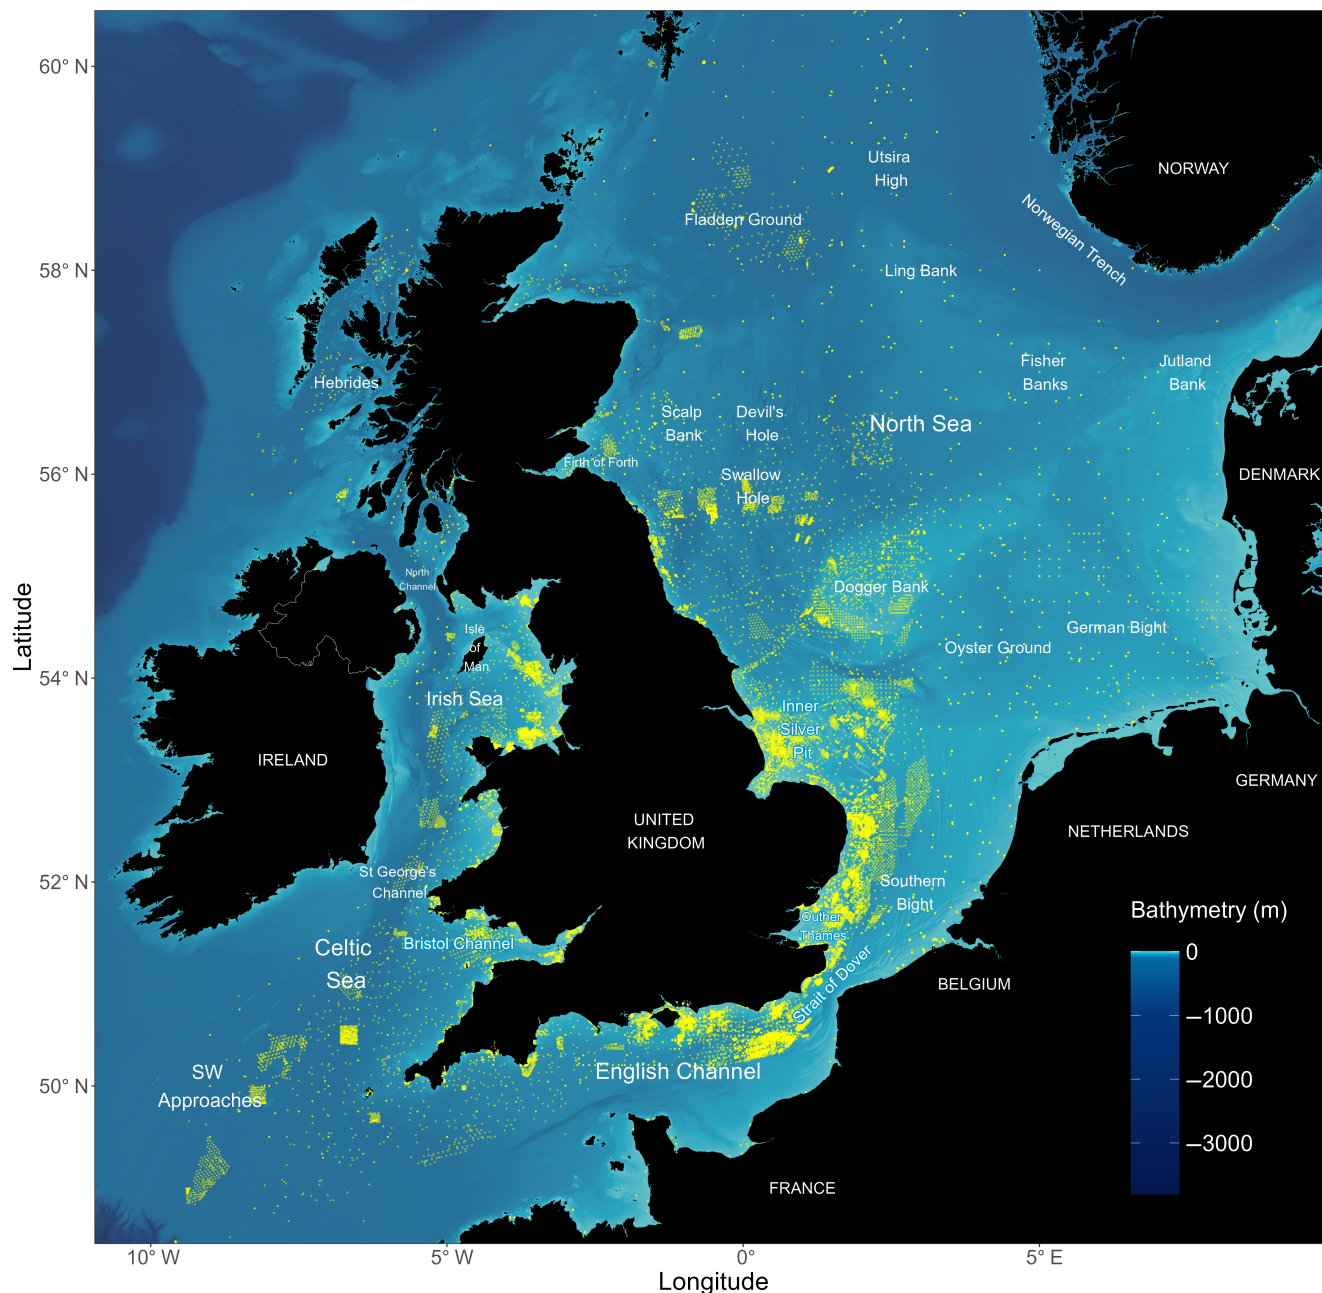 60° N
58° N
56° N
54° N
52° N
50° N
Latitude
10° W
5° W
0°
5° E
Longitude
Utsira
High
NORWAY
Norwegian Trench
Fladden Ground
Ling Bank
Fisher
Banks
Jutland
Bank
Hebrides
Scalp
Bank
Devil's
Hole
North Sea
Firth of Forth
Swallow
Hole
DENMARK
North
Channel
Dogger Bank
Isle
of
Man
German Bight
Oyster Ground
Irish Sea
Inner
Silver
Pit
IRELAND
GERMANY
UNITED
KINGDOM
NETHERLANDS
St George's
Channel
Southern
Bight
Outher
Thames
Bristol Channel
Celtic
Sea
Strait of Dover
BELGIUM
SW
Approaches
English Channel
FRANCE
Bathymetry (m)
0
−1000
−2000
−3000